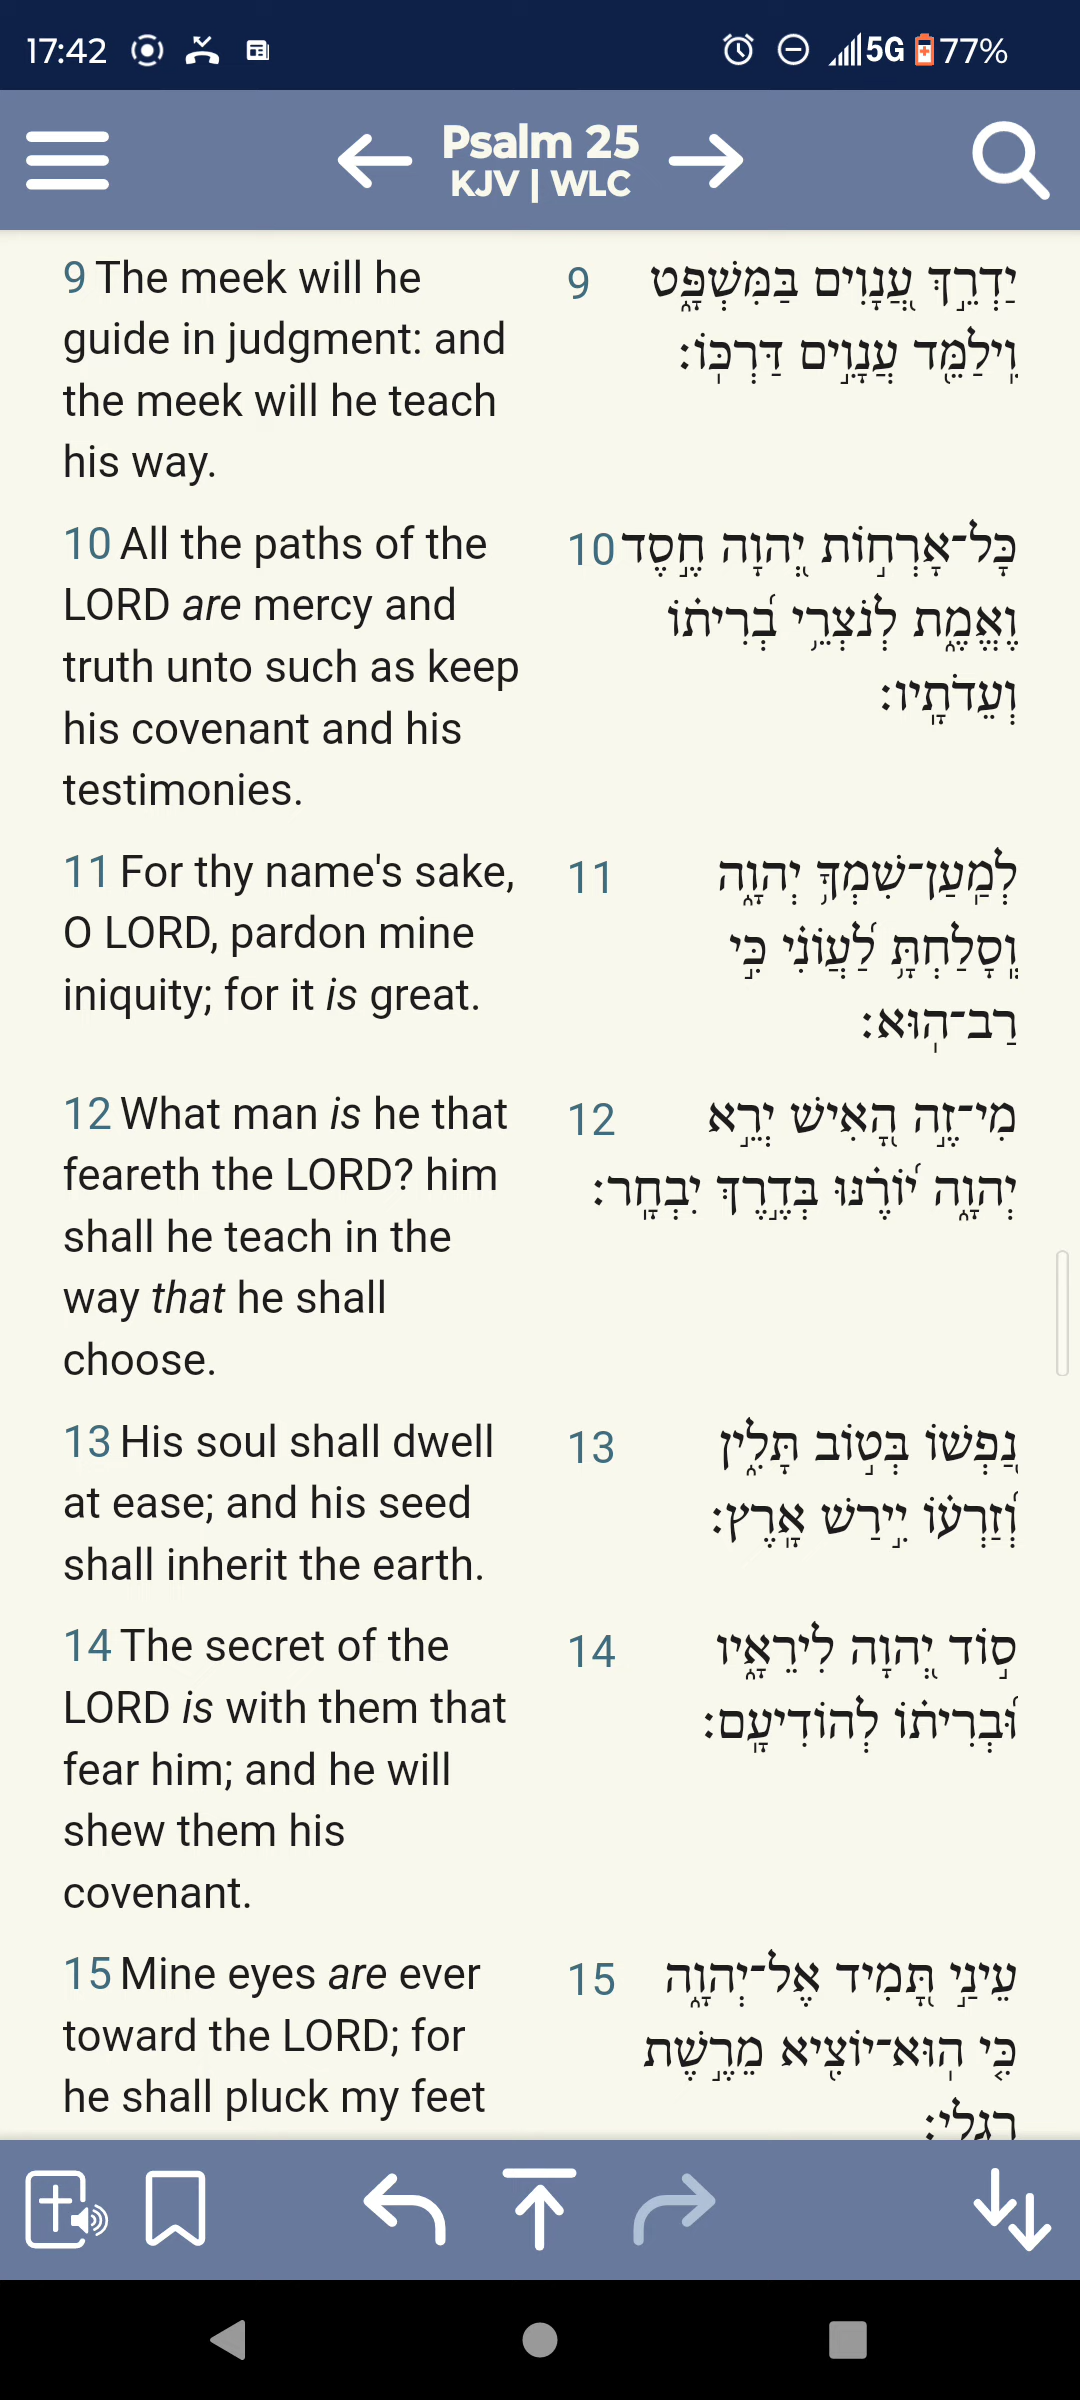 17:42 5G 77%
Psalm 25
KJV | WLC
9 The meek will he
guide in judgment: and
the meek will he teach
his way.
9 יַדְרֵ֣ךְ עֲ֭נָוִים בַּמִּשְׁפָּ֑ט
וִֽילַמֵּ֖ד עֲנָוִ֣ים דַּרְכּֽוֹ׃
10 All the paths of the
LORD are mercy and
truth unto such as keep
his covenant and his
testimonies.
10 כָּל־אָרְח֣וֹת יְ֭הוָה חֶ֣סֶד
וֶאֱמֶ֑ת לְנֹצְרֵ֥י בְ֝רִית֗וֹ
וְעֵדֹתָֽיו׃
11 For thy name's sake,
O LORD, pardon mine
iniquity; for it is great.
11 לְמַֽעַן־שִׁמְךָ֥ יְהוָ֑ה
וְֽסָלַחְתָּ֥ לַ֝עֲוֺנִ֗י כִּ֣י
רַב־הֽוּא׃
12 What man is he that
feareth the LORD? him
shall he teach in the
way that he shall
choose.
12 מִי־זֶ֣ה הָ֭אִישׁ יְרֵ֣א
יְהוָ֑ה י֝וֹרֶ֗נּוּ בְּדֶ֣רֶךְ יִבְחָֽר׃
13 His soul shall dwell
at ease; and his seed
shall inherit the earth.
13 נַ֭פְשׁוֹ בְּט֣וֹב תָּלִ֑ין
וְ֝זַרְע֗וֹ יִ֣ירַשׁ אָֽרֶץ׃
14 The secret of the
LORD is with them that
fear him; and he will
shew them his
covenant.
14 ס֣וֹד יְ֭הוָה לִירֵאָ֑יו
וּ֝בְרִית֗וֹ לְהוֹדִיעָֽם׃
15 Mine eyes are ever
toward the LORD; for
he shall pluck my feet
15 עֵינַ֣י תָּ֭מִיד אֶל־יְהוָ֑ה
כִּ֤י הֽוּא־יוֹצִ֖יא מֵרֶ֣שֶׁת
רגלי׃